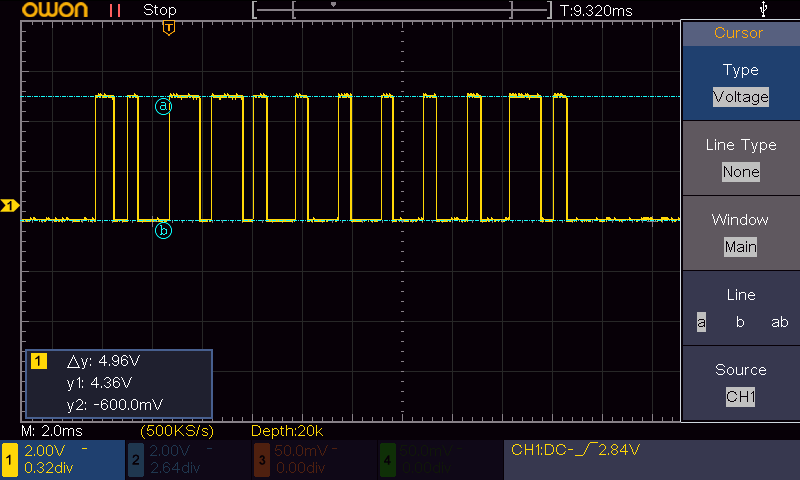 OWON Stop T:9.320ms
T
Cursor
Type
Voltage
a
Line Type
None
1
Window
b
Main
Line
a b ab
1 △y: 4.96V
y1: 4.36V
y2: -600.0mV
Source
CH1
M: 2.0ms (500KS/s) Depth:20k
1 2.00V 2 2.00V 3 50.0mV 4 50.0mV CH1:DC- 2.84V
0.32div 2.64div 0.00div 0.00div